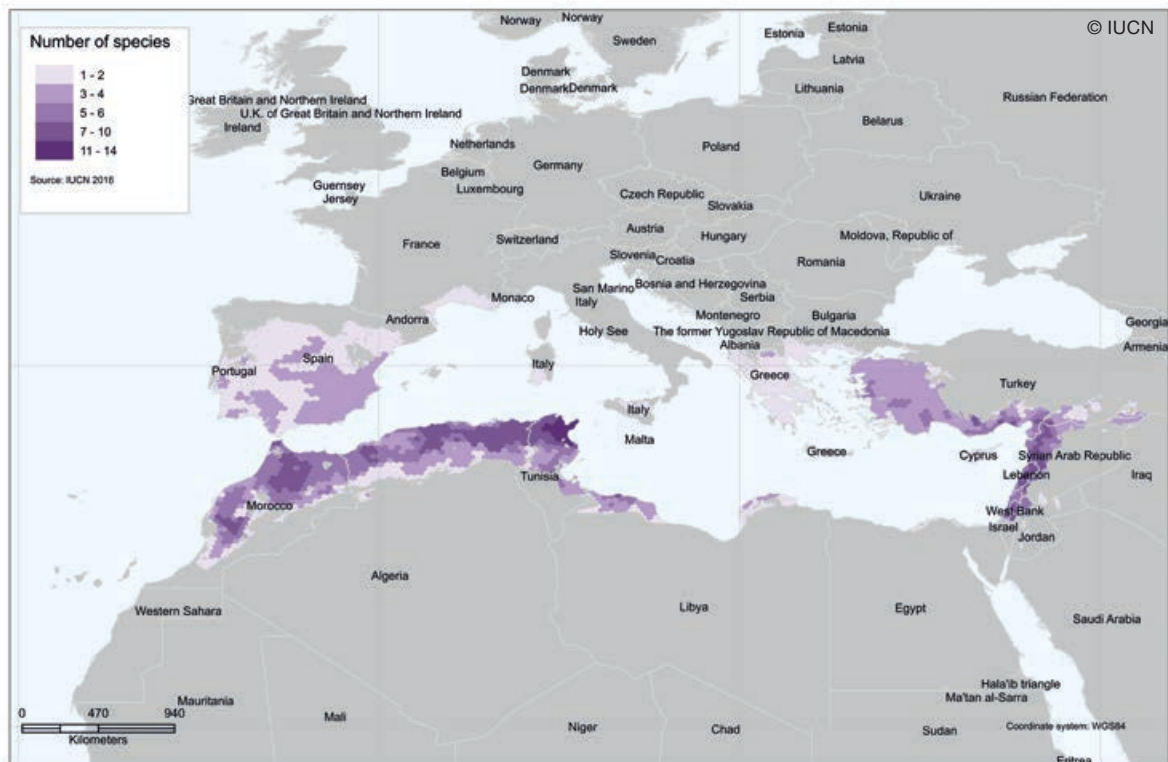 © IUCN
Number of species
1 - 2
3 - 4
5 - 6
7 - 10
11 - 14
Source: IUCN 2016
Norway
Norway
Sweden
Estonia
Estonia
Latvia
Lithuania
Denmark
Denmark
Denmark
Russian Federation
Great Britain and Northern Ireland
U.K. of Great Britain and Northern Ireland
Ireland
Belarus
Netherlands
Poland
Germany
Belgium
Luxembourg
Guernsey
Jersey
Czech Republic
Slovakia
Ukraine
Austria
France
Switzerland
Hungary
Moldova, Republic of
Slovenia
Croatia
Romania
San Marino
Bosnia and Herzegovina
Monaco
Italy
Serbia
Andorra
Montenegro
Bulgaria
Georgia
Holy See
The former Yugoslav Republic of Macedonia
Albania
Armenia
Spain
Portugal
Italy
Greece
Turkey
Italy
Malta
Greece
Cyprus
Syrian Arab Republic
Tunisia
Lebanon
Iraq
Morocco
West Bank
Israel
Jordan
Algeria
Western Sahara
Libya
Egypt
Saudi Arabia
Mauritania
Mali
Niger
Chad
Hala'ib triangle
Ma'tan al-Sarra
Sudan
Coordinate system: WGS84
Eritrea
0 470 940
Kilometers